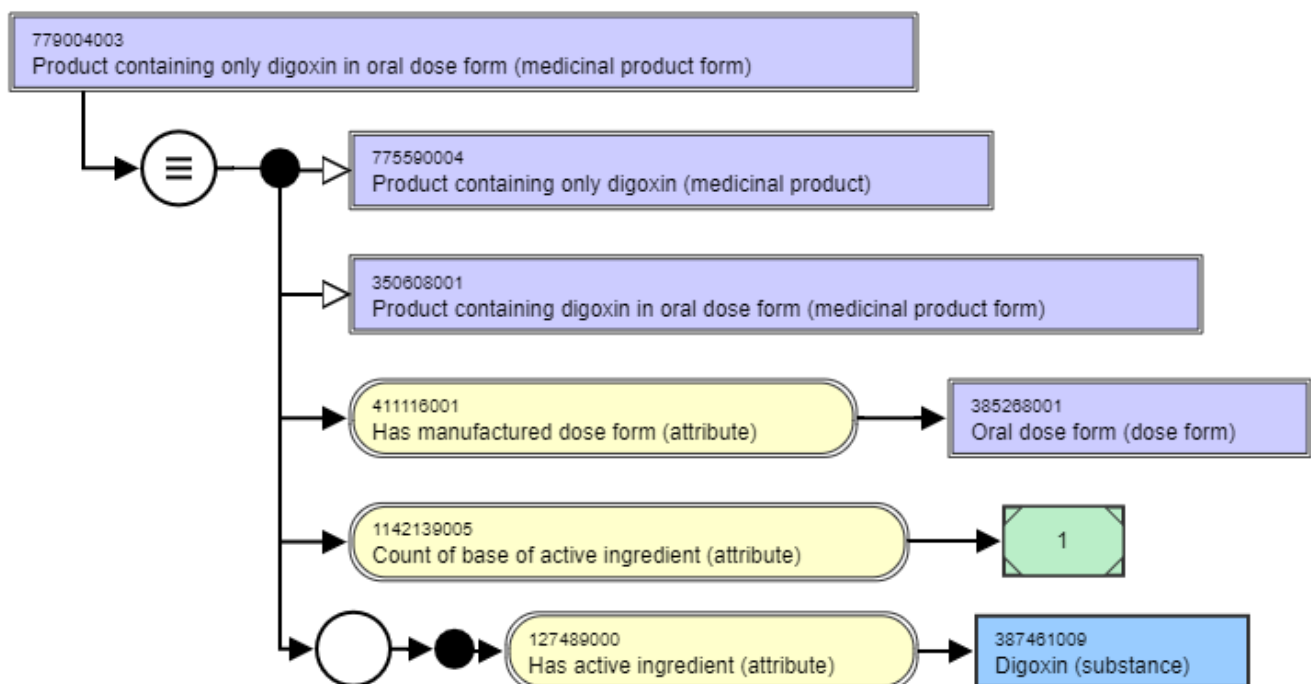 779004003
Product containing only digoxin in oral dose form (medicinal product form)
775590004
Product containing only digoxin (medicinal product)
350608001
Product containing digoxin in oral dose form (medicinal product form)
411116001
Has manufactured dose form (attribute)
385268001
Oral dose form (dose form)
1142139005
Count of base of active ingredient (attribute)
1
127489000
Has active ingredient (attribute)
387461009
Digoxin (substance)